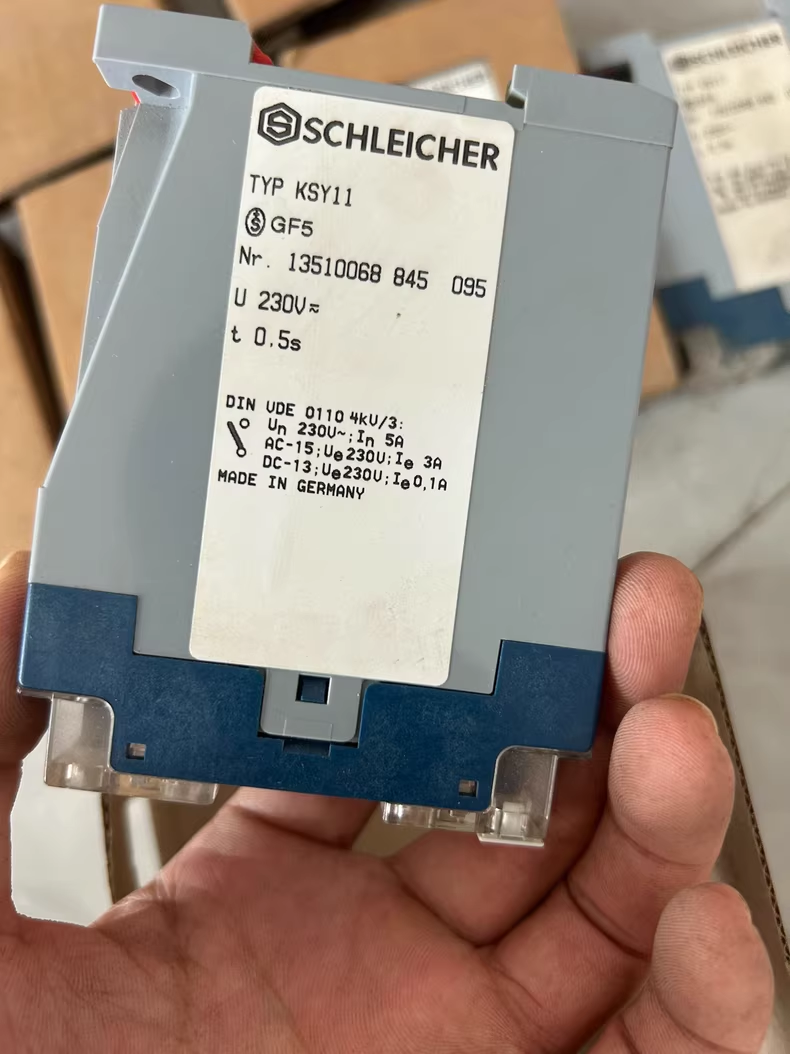 SCHLEICHER
TYP KSY11
GF5
Nr. 13510068 845 095
U 230V≂
t 0.5s
DIN VDE 0110 4kV/3:
Un 230V~;In 5A
AC-15;Ue230V;Ie 3A
DC-13;Ue230V;Ie0,1A
MADE IN GERMANY
SCHLEICHER